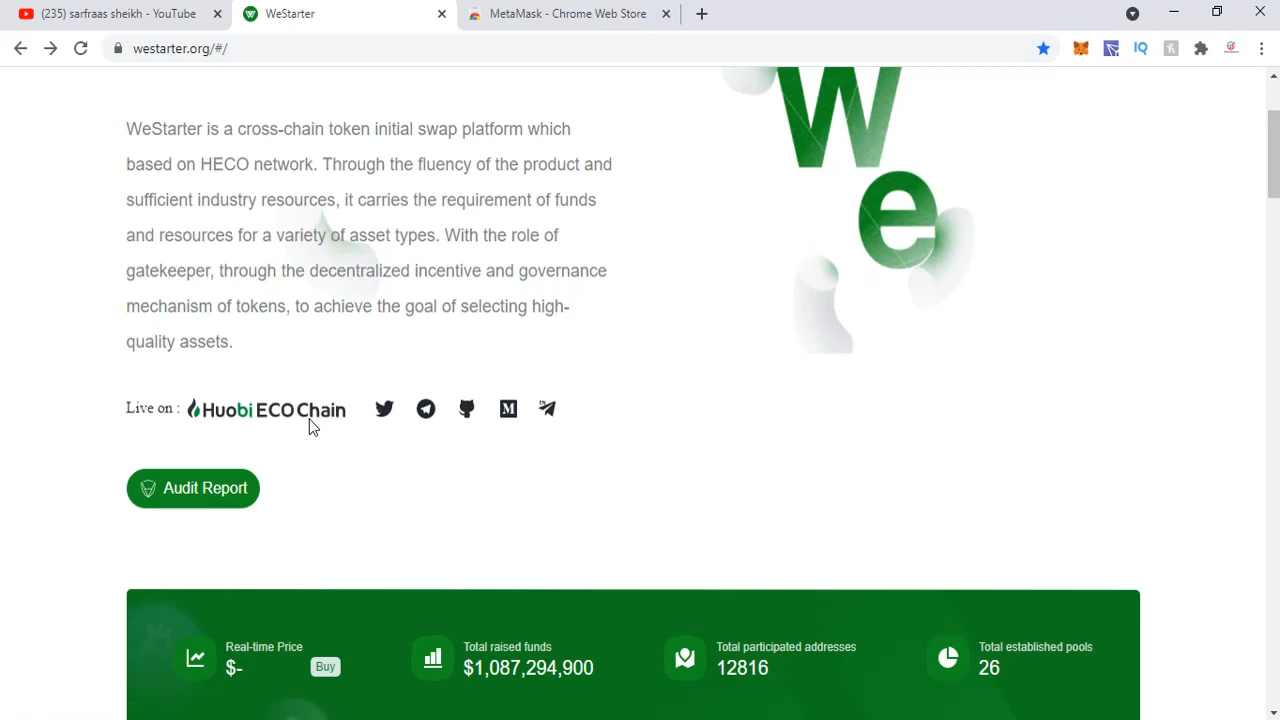 (235) sarfraas sheikh - YouTube
WeStarter
MetaMask - Chrome Web Store
westarter.org/#/
IQ
We
WeStarter is a cross-chain token initial swap platform which
based on HECO network. Through the fluency of the product and
sufficient industry resources, it carries the requirement of funds
and resources for a variety of asset types. With the role of
gatekeeper, through the decentralized incentive and governance
mechanism of tokens, to achieve the goal of selecting high-
quality assets.
Live on : Huobi ECO Chain
M
Audit Report
Real-time Price
$-
Buy
Total raised funds
$1,087,294,900
Total participated addresses
12816
Total established pools
26